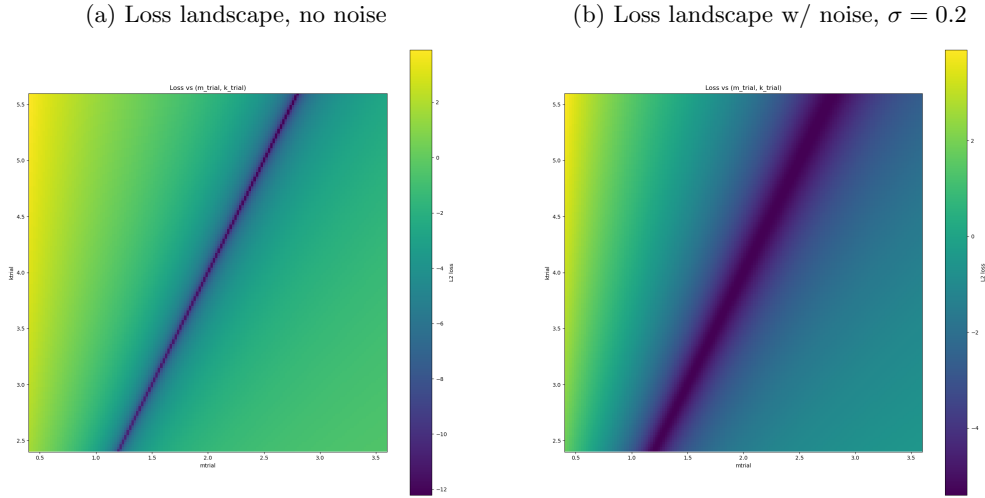 (a) Loss landscape, no noise
Loss vs (m_trial, k_trial)
5.5
5.0
4.5
4.0
3.5
3.0
2.5
ktrial
0.5 1.0 1.5 2.0 2.5 3.0 3.5
mtrial
2
0
−2
−4
−6
−8
−10
−12
L2 loss
(b) Loss landscape w/ noise, σ = 0.2
Loss vs (m_trial, k_trial)
5.5
5.0
4.5
4.0
3.5
3.0
2.5
ktrial
0.5 1.0 1.5 2.0 2.5 3.0 3.5
mtrial
2
0
−2
−4
L2 loss